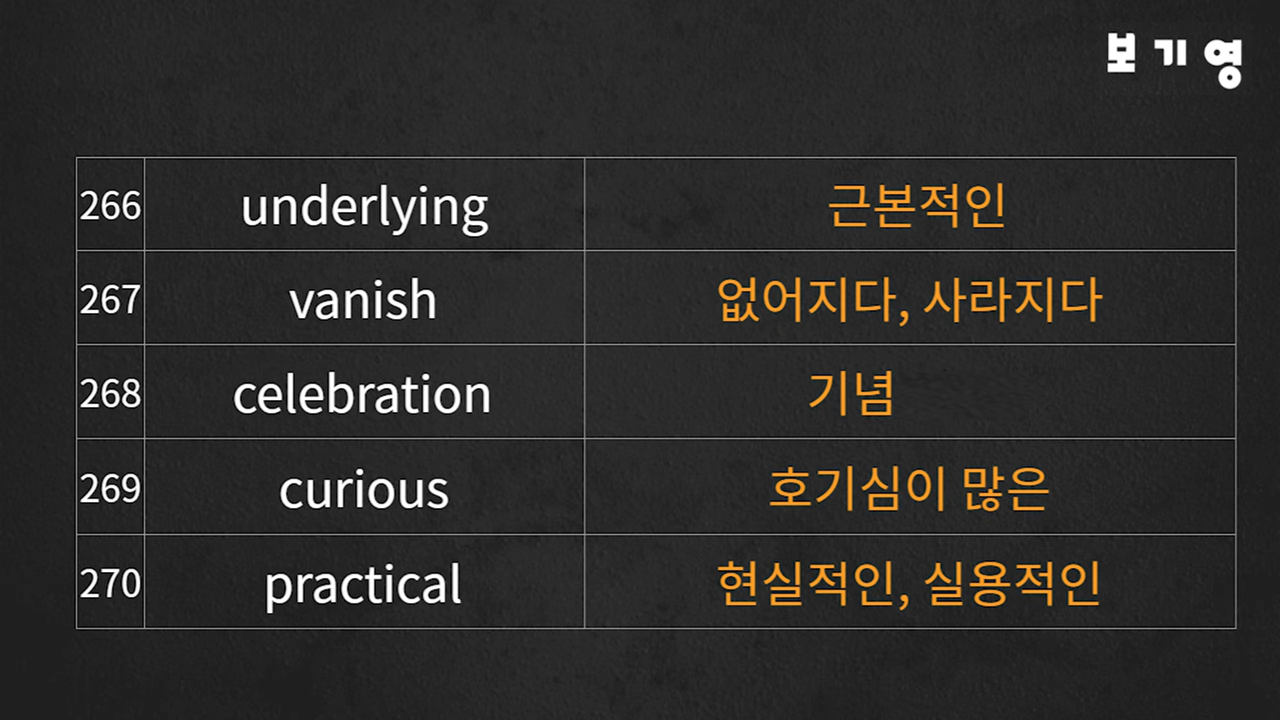 보기영
266 underlying 근본적인
267 vanish 없어지다, 사라지다
268 celebration 기념
269 curious 호기심이 많은
270 practical 현실적인, 실용적인